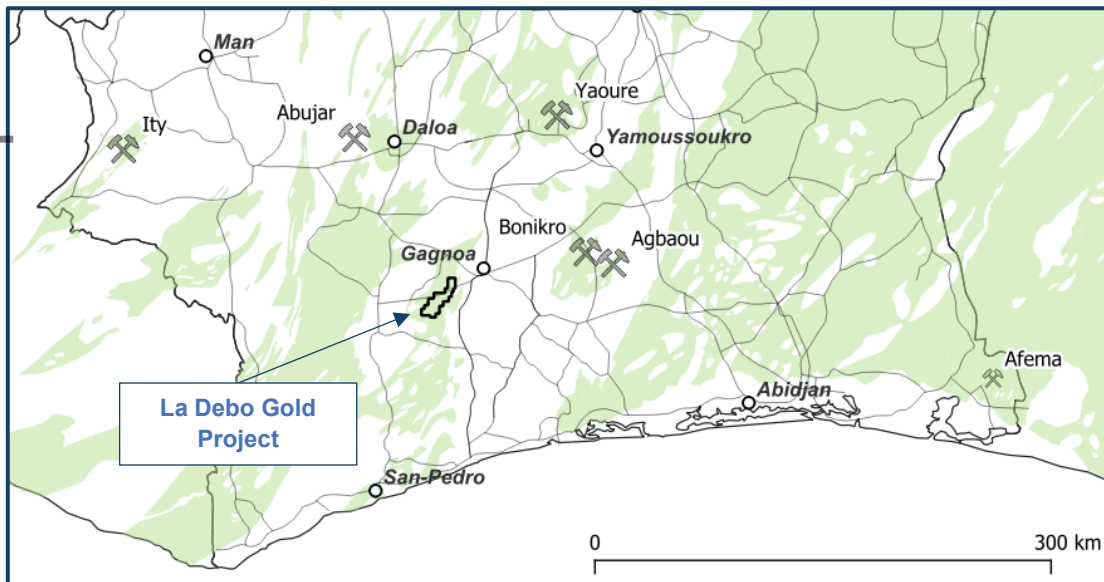 Man
Yaoure
Ity
Abujar
Daloa
Yamoussoukro
Bonikro
Agbaou
Gagnoa
Afema
La Debo Gold
Project
Abidjan
San-Pedro
0
300 km